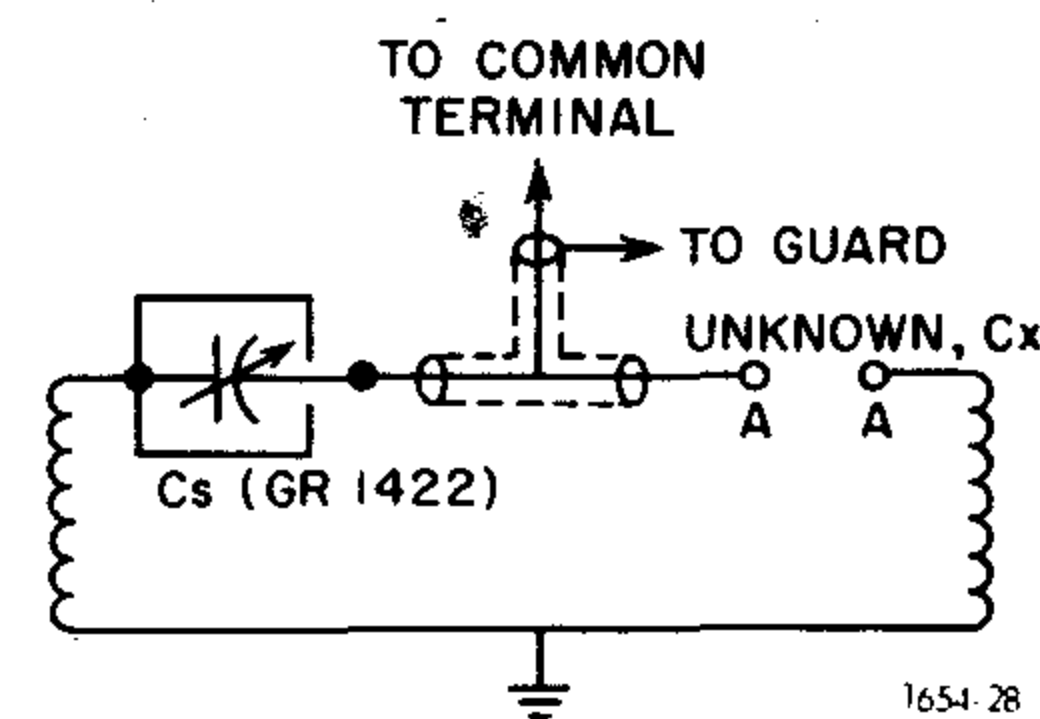 TO COMMON
TERMINAL
TO GUARD
UNKNOWN, Cx
A A
Cs (GR 1422)
1654-28